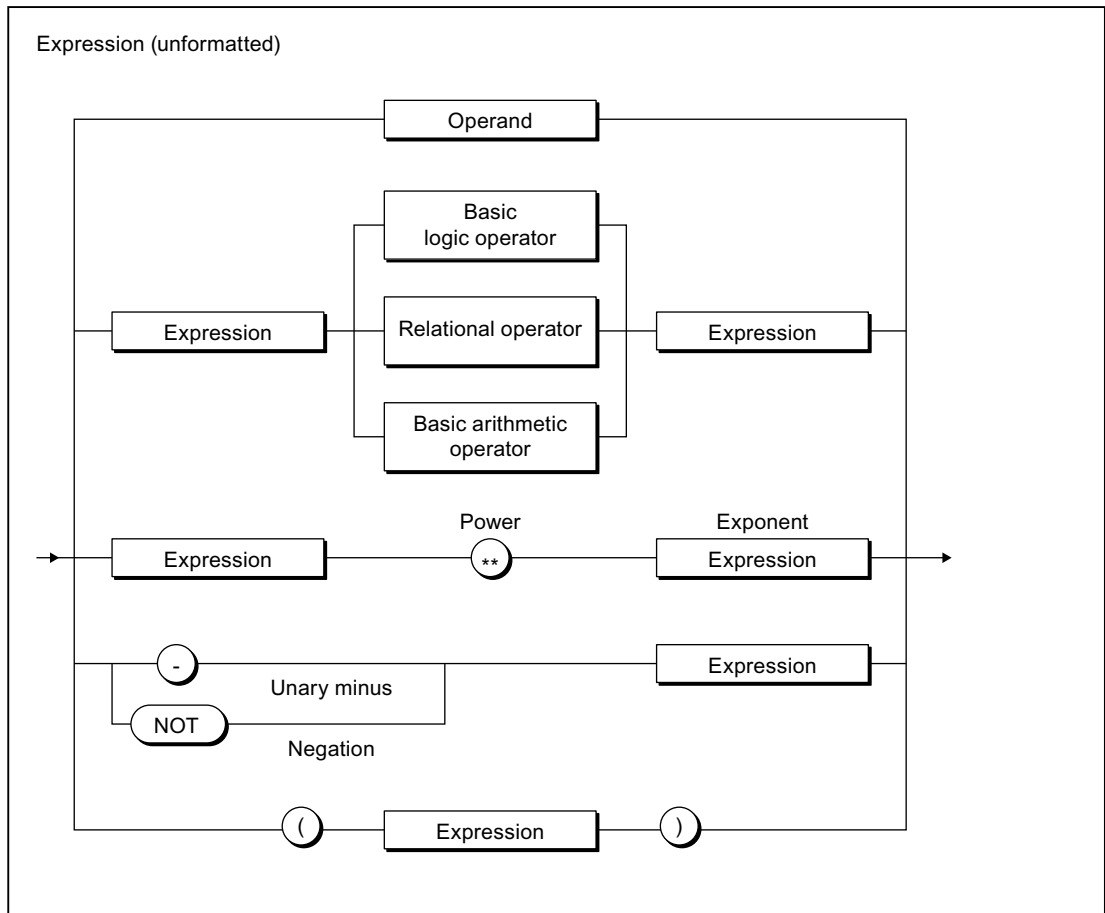 Expression (unformatted)
Operand
Basic
logic operator
Expression
Relational operator
Expression
Basic arithmetic
operator
Power
Exponent
Expression
**
Expression
-
Unary minus
Expression
NOT
Negation
(
Expression
)